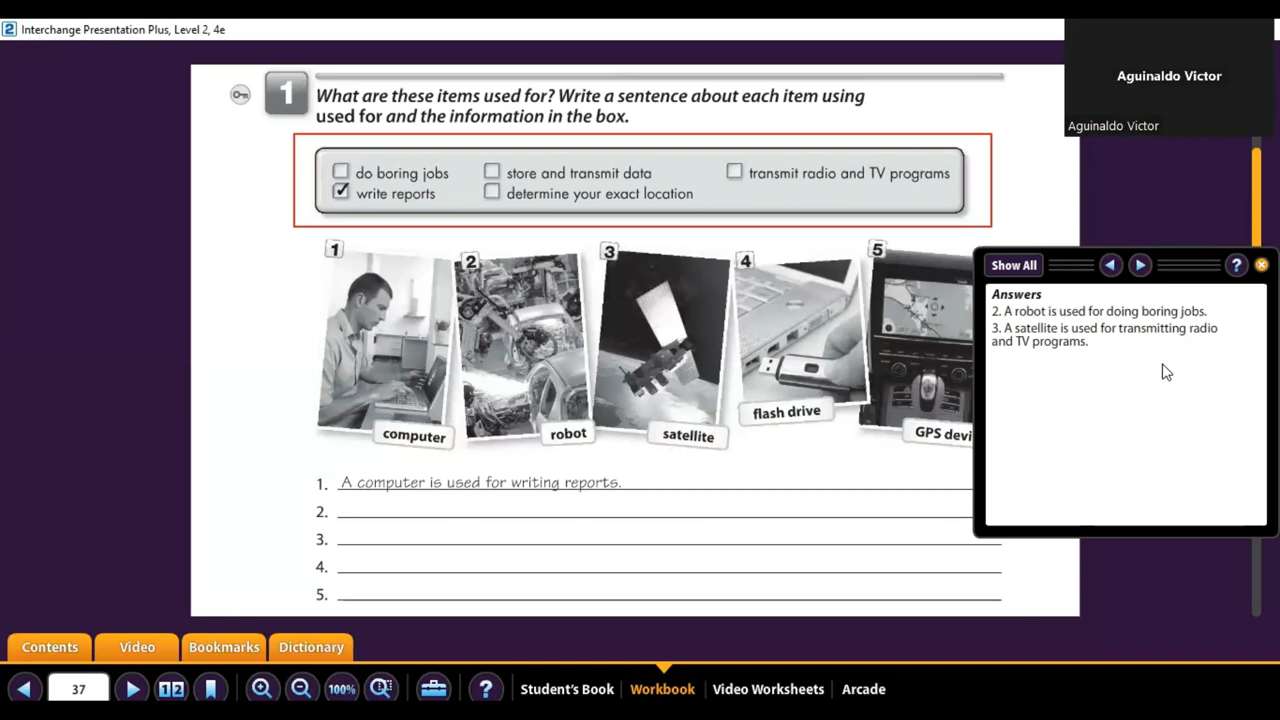 Interchange Presentation Plus, Level 2, 4e
Aguinaldo Victor
Aguinaldo Victor
1 What are these items used for? Write a sentence about each item using
used for and the information in the box.
do boring jobs store and transmit data transmit radio and TV programs
write reports determine your exact location
1 2 3 4 5
computer robot satellite flash drive GPS devi
Show All ?
Answers
2. A robot is used for doing boring jobs.
3. A satellite is used for transmitting radio
and TV programs.
1. A computer is used for writing reports.
2.
3.
4.
5.
Contents Video Bookmarks Dictionary
37 12 100% ? Student's Book Workbook Video Worksheets Arcade